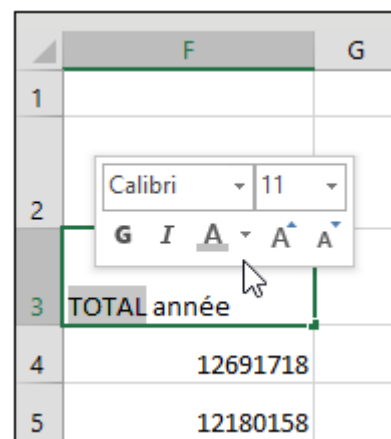 F G
1
Calibri 11
2
G I A A A
3 TOTAL année
4 12691718
5 12180158